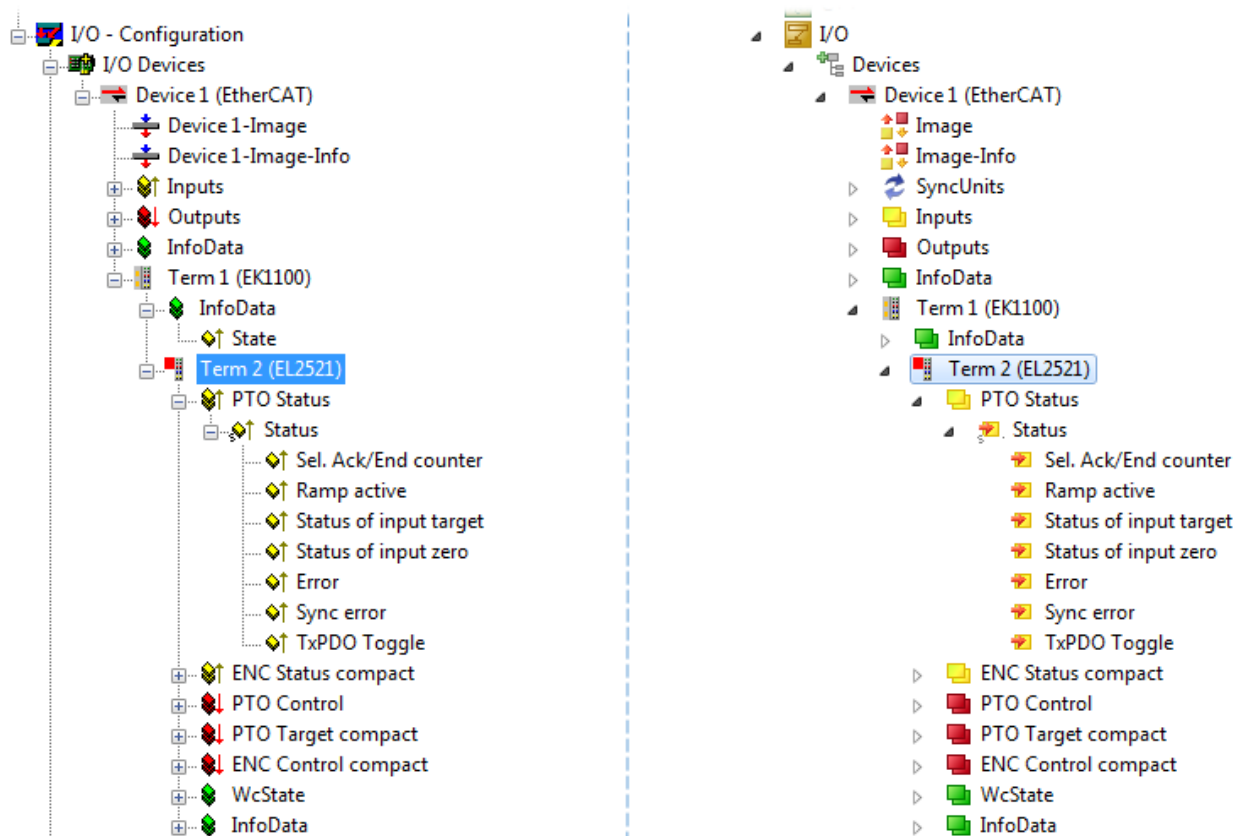 I/O - Configuration
I/O Devices
Device 1 (EtherCAT)
Device 1-Image
Device 1-Image-Info
Inputs
Outputs
InfoData
Term 1 (EK1100)
InfoData
State
Term 2 (EL2521)
PTO Status
Status
Sel. Ack/End counter
Ramp active
Status of input target
Status of input zero
Error
Sync error
TxPDO Toggle
ENC Status compact
PTO Control
PTO Target compact
ENC Control compact
WcState
InfoData
I/O
Devices
Device 1 (EtherCAT)
Image
Image-Info
SyncUnits
Inputs
Outputs
InfoData
Term 1 (EK1100)
InfoData
Term 2 (EL2521)
PTO Status
Status
Sel. Ack/End counter
Ramp active
Status of input target
Status of input zero
Error
Sync error
TxPDO Toggle
ENC Status compact
PTO Control
PTO Target compact
ENC Control compact
WcState
InfoData